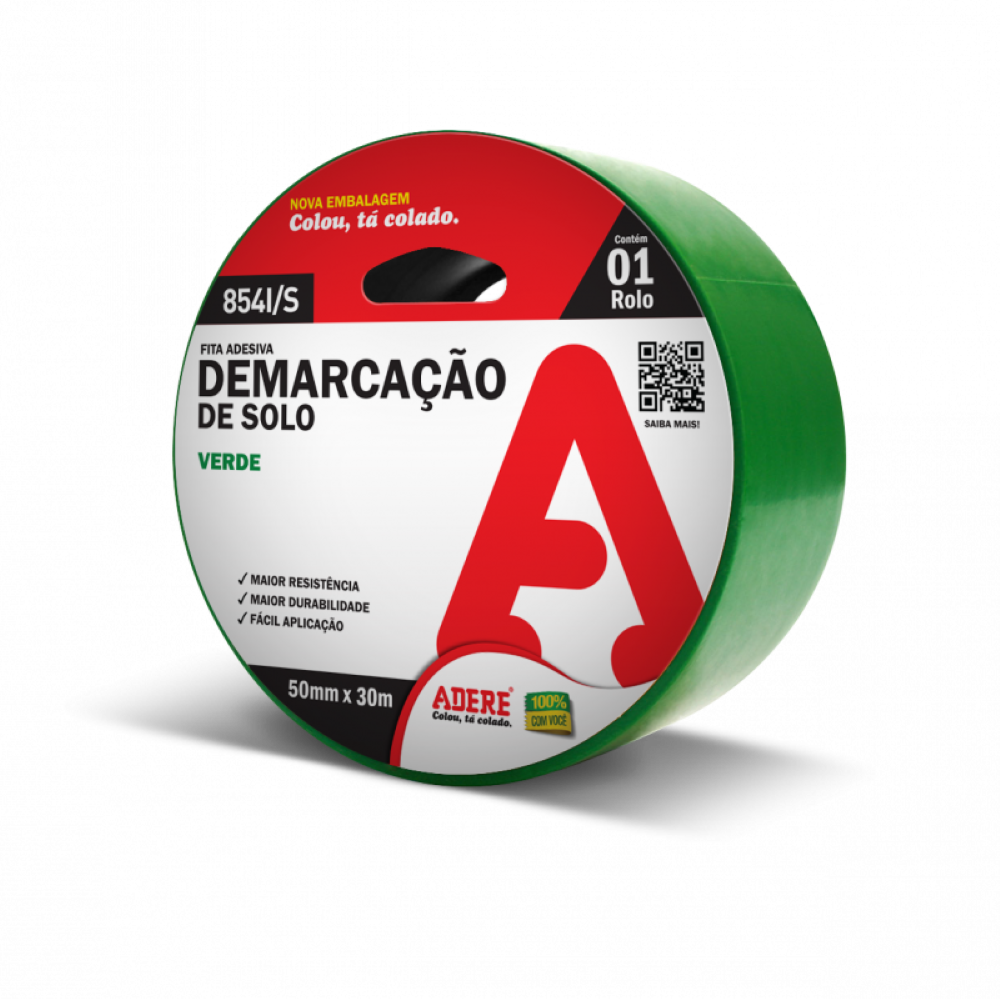 NOVA EMBALAGEM
Colou, tá colado.
Contém
01
Rolo
854I/S
FITA ADESIVA
DEMARCAÇÃO
DE SOLO
VERDE
SAIBA MAIS!
✓ MAIOR RESISTÊNCIA
✓ MAIOR DURABILIDADE
✓ FÁCIL APLICAÇÃO
50mm x 30m
ADERE®
Colou, tá colado.
100%
COM VOCÊ